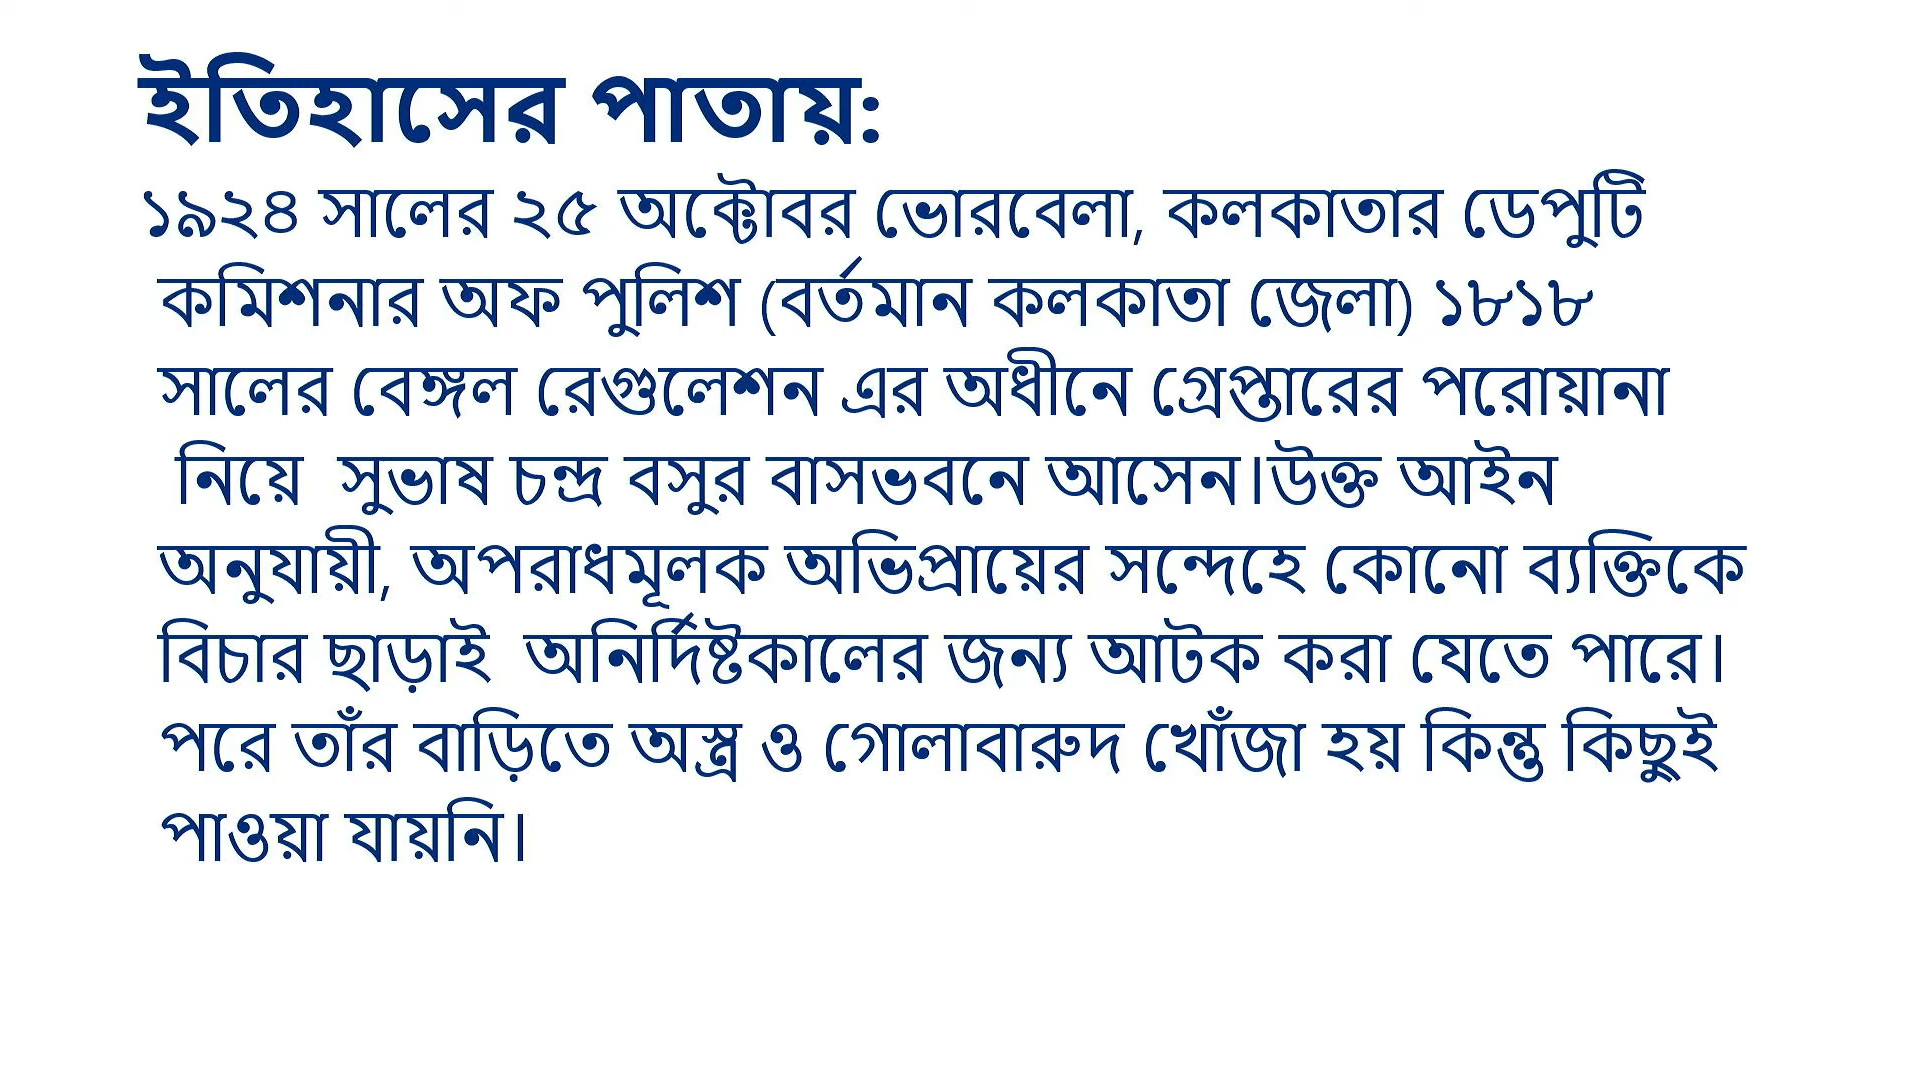 ইতিহাসের পাতায়:
১৯২৪ সালের ২৫ অক্টোবর ভোরবেলা, কলকাতার ডেপুটি
কমিশনার অফ পুলিশ (বর্তমান কলকাতা জেলা) ১৮১৮
সালের বেঙ্গল রেগুলেশন এর অধীনে গ্রেপ্তারের পরোয়ানা
নিয়ে সুভাষ চন্দ্র বসুর বাসভবনে আসেন।উক্ত আইন
অনুযায়ী, অপরাধমূলক অভিপ্রায়ের সন্দেহে কোনো ব্যক্তিকে
বিচার ছাড়াই অনির্দিষ্টকালের জন্য আটক করা যেতে পারে।
পরে তাঁর বাড়িতে অস্ত্র ও গোলাবারুদ খোঁজা হয় কিন্তু কিছুই
পাওয়া যায়নি।